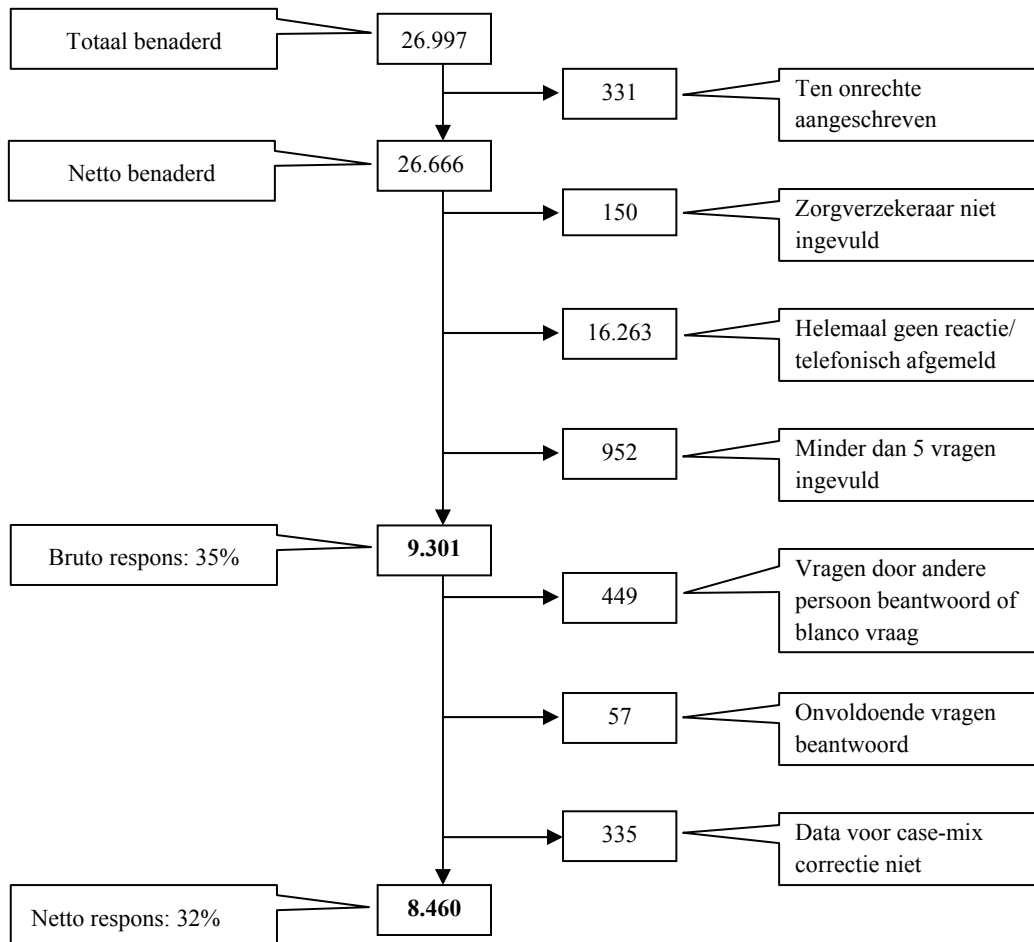 Totaal benaderd
26.997
331
Ten onrechte
aangeschreven
Netto benaderd
26.666
150
Zorgverzekeraar niet
ingevuld
16.263
Helemaal geen reactie/
telefonisch afgemeld
952
Minder dan 5 vragen
ingevuld
Bruto respons: 35%
9.301
449
Vragen door andere
persoon beantwoord of
blanco vraag
57
Onvoldoende vragen
beantwoord
335
Data voor case-mix
correctie niet
Netto respons: 32%
8.460